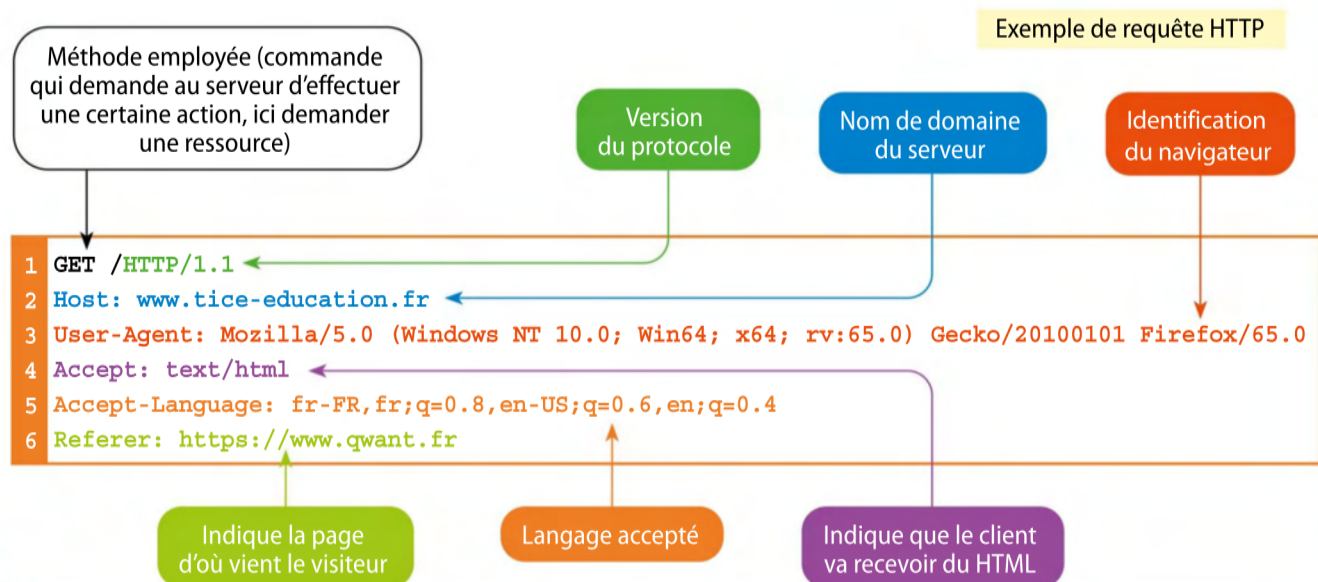 Exemple de requête HTTP
Méthode employée (commande
qui demande au serveur d'effectuer
une certaine action, ici demander
une ressource)
Version
du protocole
Nom de domaine
du serveur
Identification
du navigateur
1 GET /HTTP/1.1
2 Host: www.tice-education.fr
3 User-Agent: Mozilla/5.0 (Windows NT 10.0; Win64; x64; rv:65.0) Gecko/20100101 Firefox/65.0
4 Accept: text/html
5 Accept-Language: fr-FR,fr;q=0.8,en-US;q=0.6,en;q=0.4
6 Referer: https://www.qwant.fr
Indique la page
d'où vient le visiteur
Langage accepté
Indique que le client
va recevoir du HTML